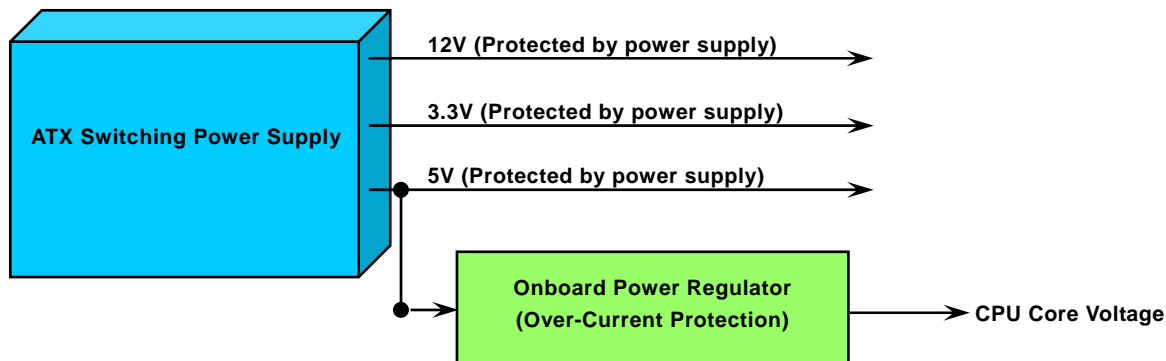 12V (Protected by power supply)
3.3V (Protected by power supply)
ATX Switching Power Supply
5V (Protected by power supply)
Onboard Power Regulator
(Over-Current Protection)
CPU Core Voltage